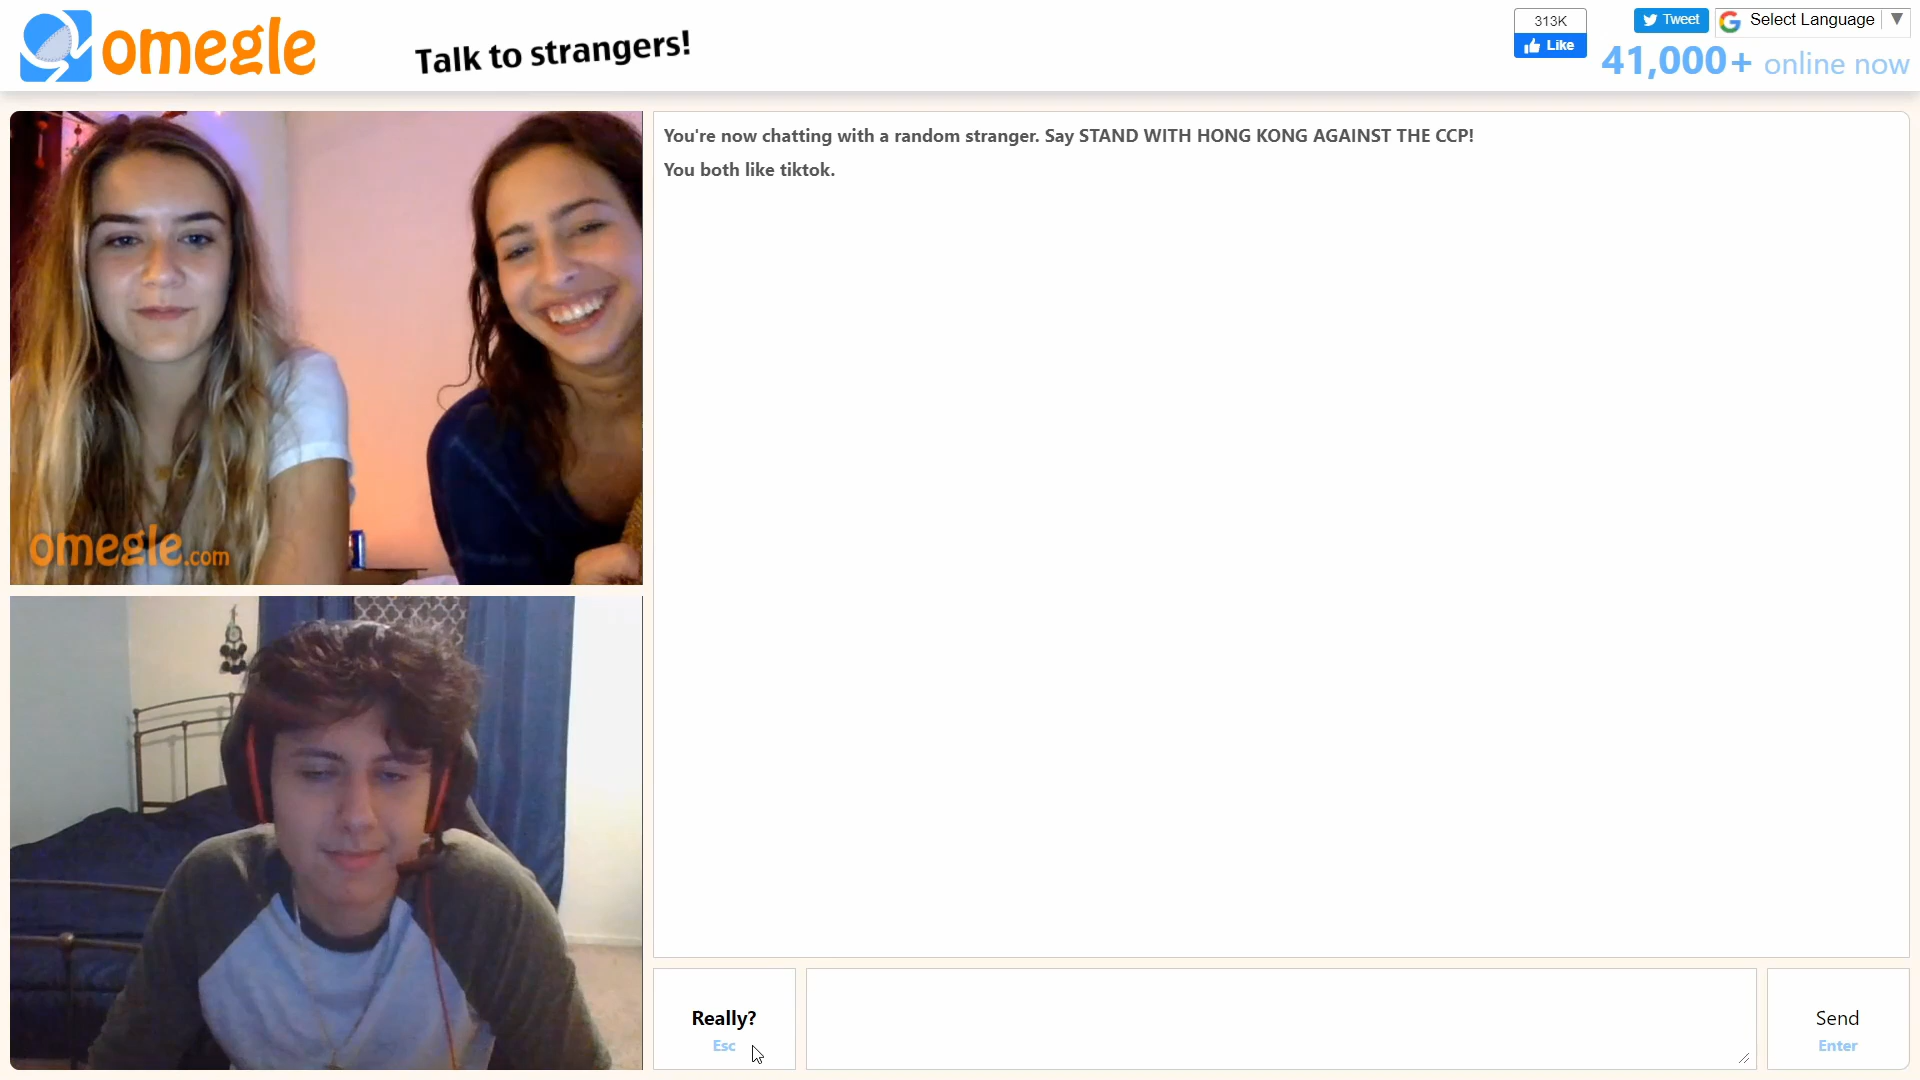 omegle
Talk to strangers!
313K
Like
Tweet
Select Language
41,000+ online now
You're now chatting with a random stranger. Say STAND WITH HONG KONG AGAINST THE CCP!
You both like tiktok.
omegle.com
Really?
Esc
Send
Enter